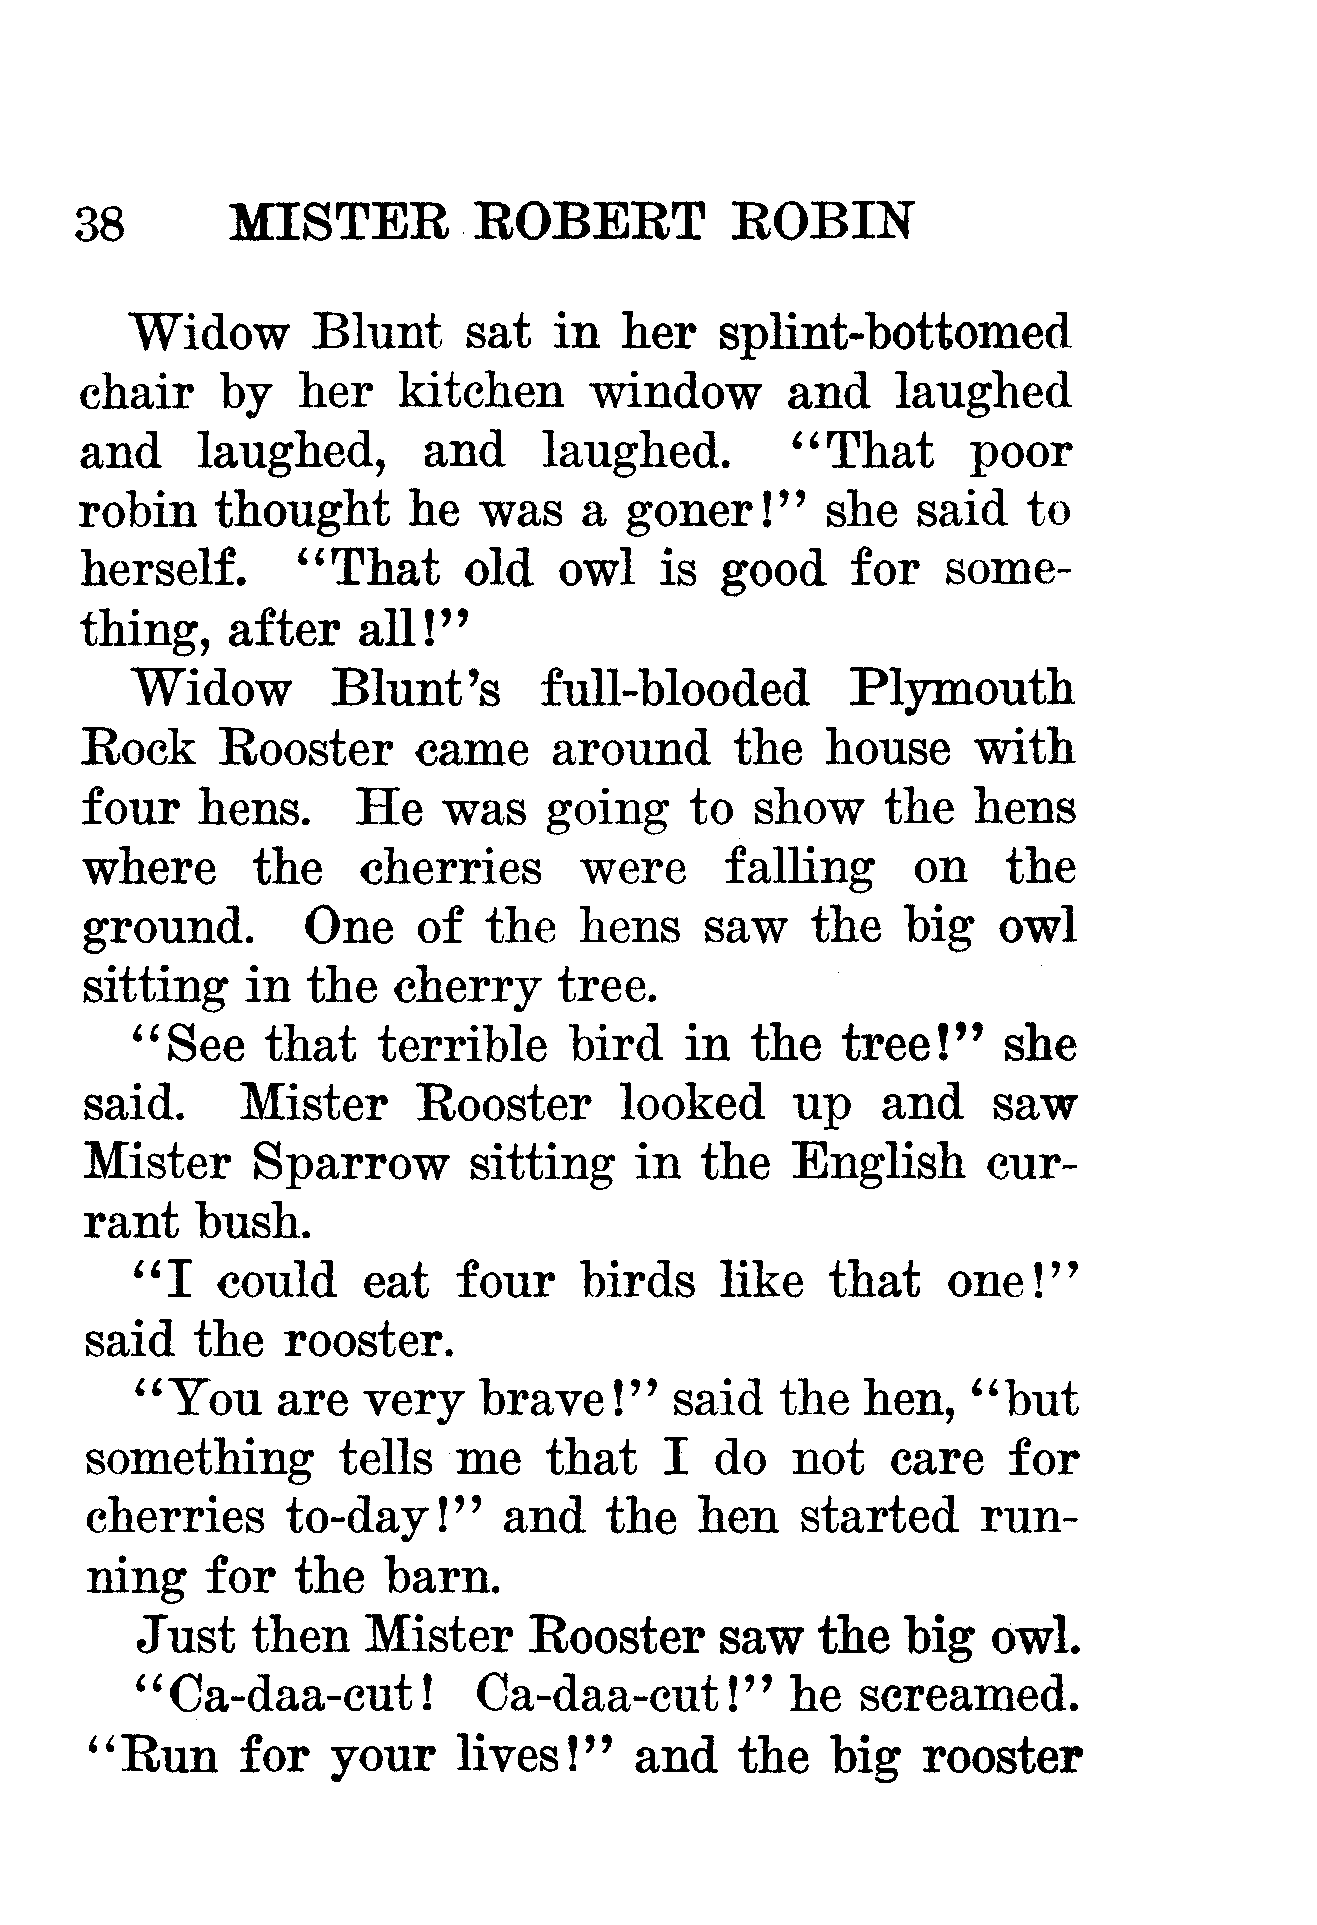 38 MISTER ROBERT ROBIN
Widow Blunt sat in her splint-bottomed
chair by her kitchen window and laughed
and laughed, and laughed. "That poor
robin thought he was a goner!" she said to
herself. "That old owl is good for some-
thing, after all!"
Widow Blunt's full-blooded Plymouth
Rock Rooster came around the house with
four hens. He was going to show the hens
where the cherries were falling on the
ground. One of the hens saw the big owl
sitting in the cherry tree.
"See that terrible bird in the tree!" she
said. Mister Rooster looked up and saw
Mister Sparrow sitting in the English cur-
rant bush.
"I could eat four birds like that one!"
said the rooster.
"You are very brave!" said the hen, "but
something tells me that I do not care for
cherries to-day!" and the hen started run-
ning for the barn.
Just then Mister Rooster saw the big owl.
"Ca-daa-cut! Ca-daa-cut!" he screamed.
"Run for your lives!" and the big rooster